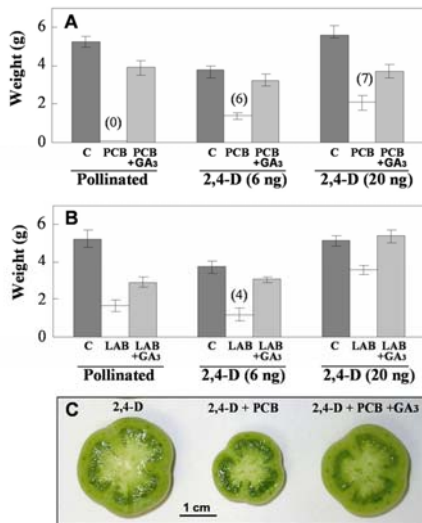 A
Weight (g)
6
4
2
0
(0)
(6)
(7)
C PCB PCB +GA3
C PCB PCB +GA3
C PCB PCB +GA3
Pollinated
2,4-D (6 ng)
2,4-D (20 ng)
B
Weight (g)
6
4
2
0
(4)
C LAB LAB +GA3
C LAB LAB +GA3
C LAB LAB +GA3
Pollinated
2,4-D (6 ng)
2,4-D (20 ng)
C
2,4-D
2,4-D + PCB
2,4-D + PCB +GA3
1 cm